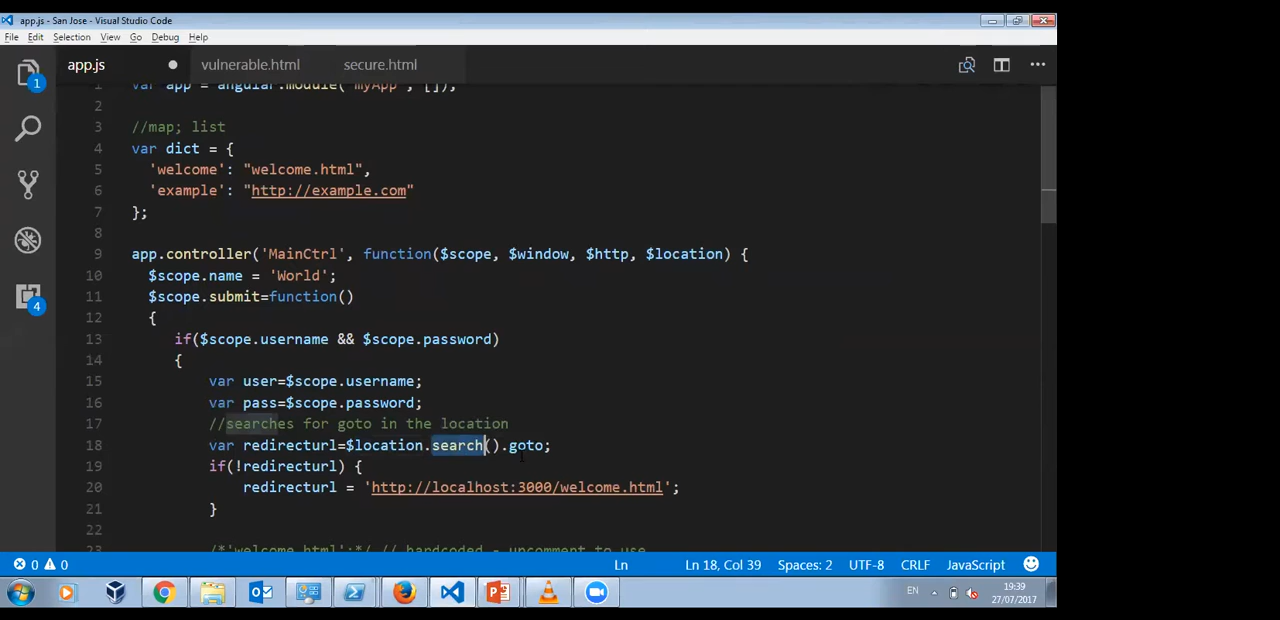 app.js - San Jose - Visual Studio Code
File Edit Selection View Go Debug Help
app.js vulnerable.html secure.html
1 var app = angular.module('myApp', []);
2
3 //map; list
4 var dict = {
5 'welcome': "welcome.html",
6 'example': "http://example.com"
7 };
8
9 app.controller('MainCtrl', function($scope, $window, $http, $location) {
10 $scope.name = 'World';
11 $scope.submit=function()
12 {
13 if($scope.username && $scope.password)
14 {
15 var user=$scope.username;
16 var pass=$scope.password;
17 //searches for goto in the location
18 var redirecturl=$location.search().goto;
19 if(!redirecturl) {
20 redirecturl = 'http://localhost:3000/welcome.html';
21 }
22
23 /*'welcome.html';*/ // hardcoded - uncomment to use
1
4
0 0 Ln Ln 18, Col 39 Spaces: 2 UTF-8 CRLF JavaScript
EN 19:39
27/07/2017